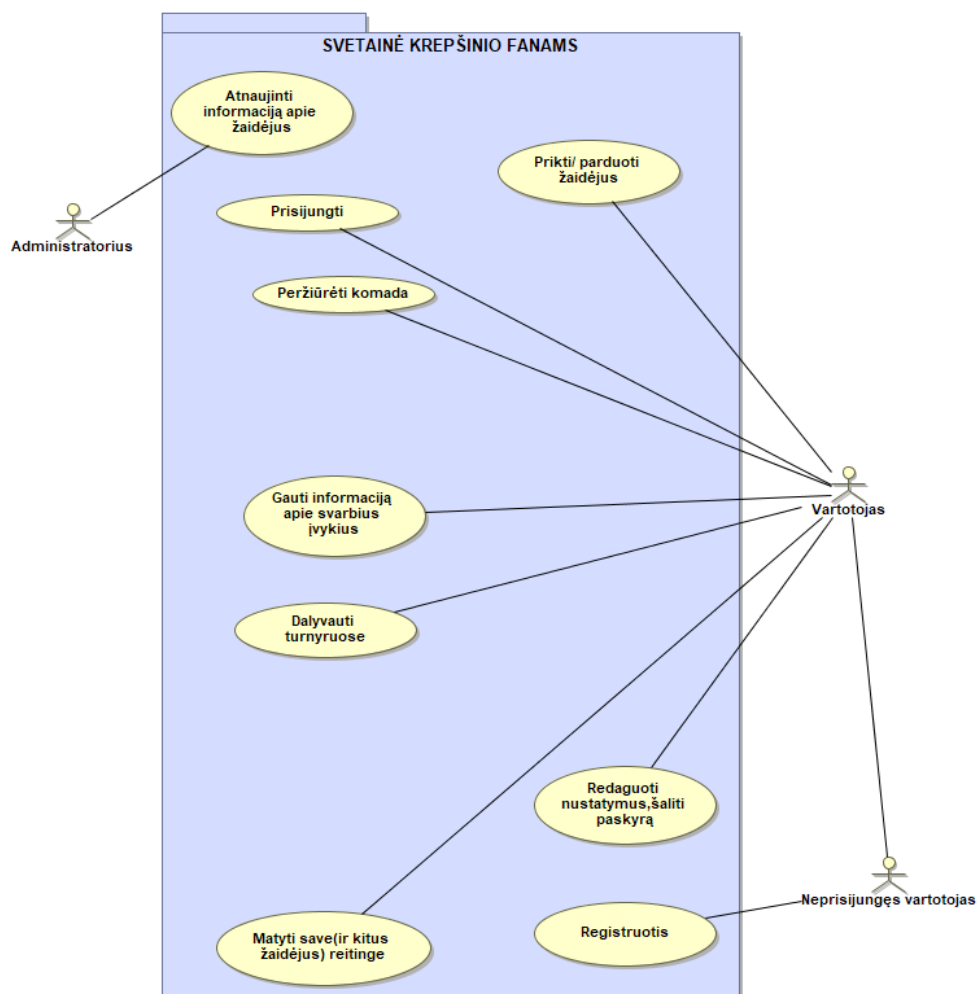 SVETAINĖ KREPŠINIO FANAMS
Atnaujinti
informaciją apie
žaidėjus
Prikti/ parduoti
žaidėjus
Prisijungti
Administratorius
Peržiūrėti komada
Gauti informaciją
apie svarbius
įvykius
Vartotojas
Dalyvauti
turnyruose
Redaguoti
nustatymus,šaliti
paskyrą
Neprisijungęs vartotojas
Registruotis
Matyti save(ir kitus
žaidėjus) reitinge